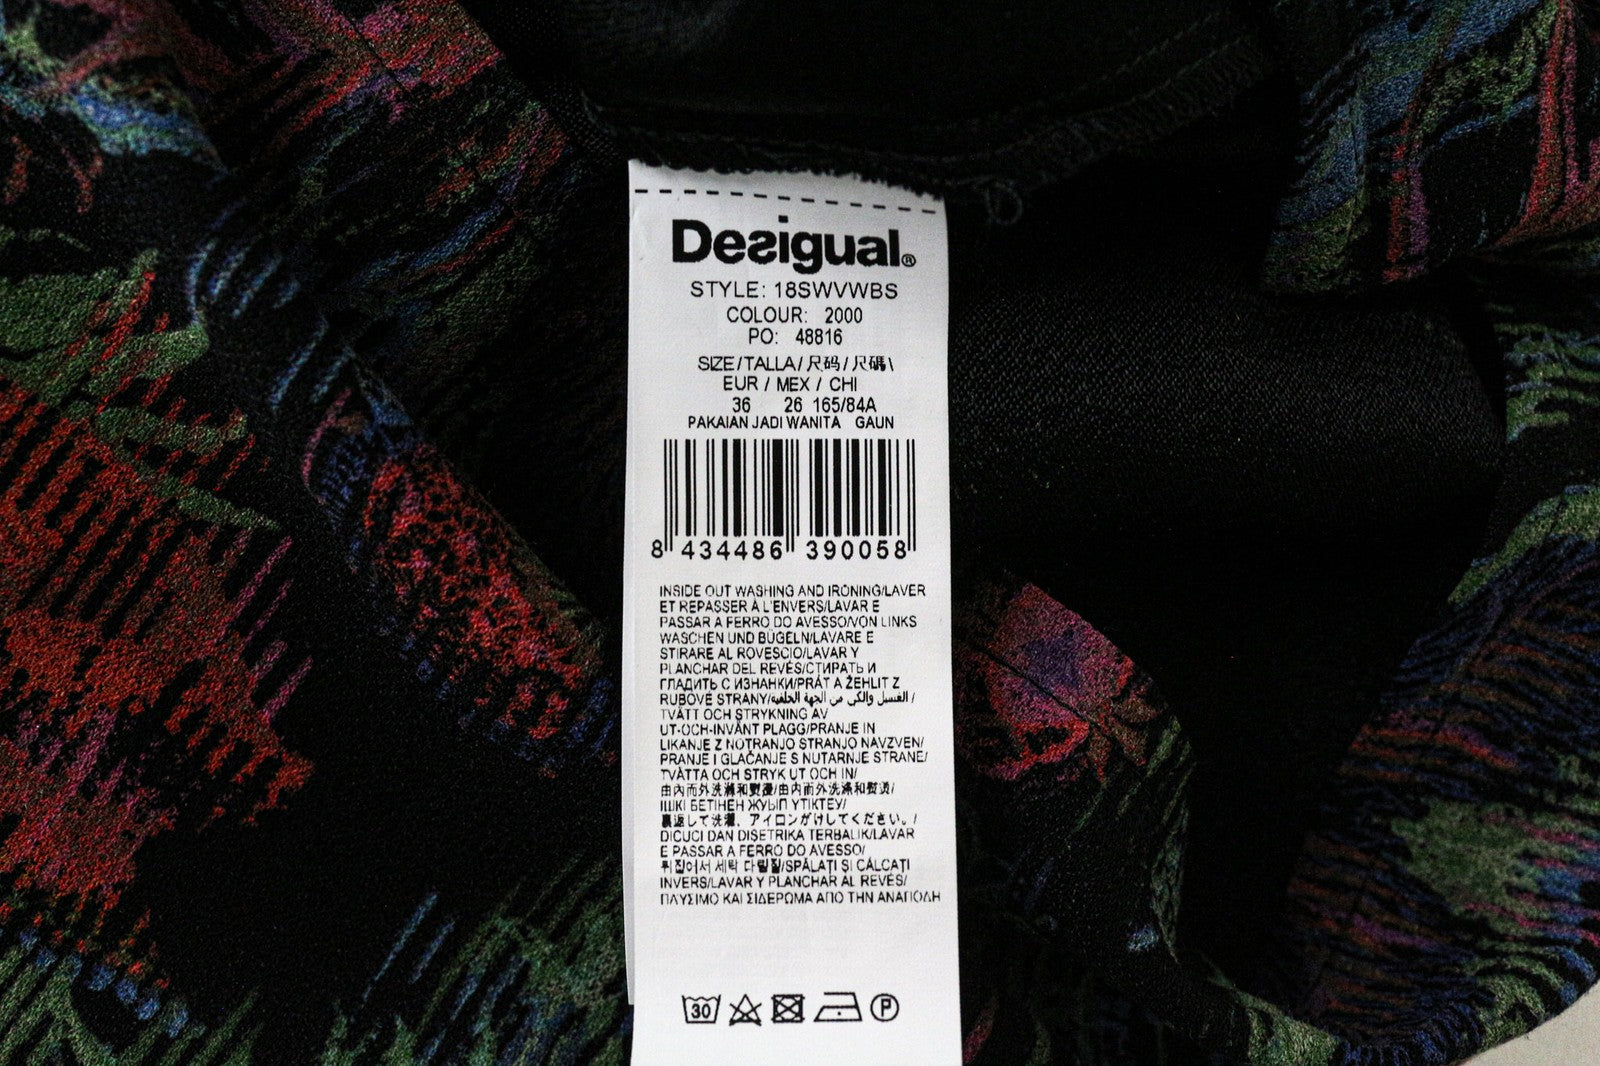 Desigual®
STYLE: 18SWVWBS
COLOUR: 2000
PO: 48816
SIZE/TALLA/尺码/尺碼\
EUR / MEX / CHI
36 26 165/84A
PAKAIAN JADI WANITA GAUN
8 434486 390058
INSIDE OUT WASHING AND IRONING/LAVER
ET REPASSER À L'ENVERS/LAVAR E
PASSAR A FERRO DO AVESSO/VON LINKS
WASCHEN UND BÜGELN/LAVARE E
STIRARE AL ROVESCIO/LAVAR Y
PLANCHAR DEL REVÉS/СТИРАТЬ И
ГЛАДИТЬ С ИЗНАНКИ/PRÁT A ŽEHLIT Z
RUBOVÉ STRANY/الغسيل والكي من الجهة الخلفية/
TVÄTT OCH STRYKNING AV
UT-OCH-INVÄNT PLAGG/PRANJE IN
LIKANJE Z NOTRANJO STRANJO NAVZVEN/
PRANJE I GLAČANJE S NUTARNJE STRANE/
TVÄTTA OCH STRYK UT OCH IN/
由内而外洗滌和熨燙/由内而外洗滌和熨燙/
ІШКІ БЕТІНЕН ЖУЫП ҮТІКТЕУ/
裏返して洗濯、アイロンがけしてください。/
DICUCI DAN DISETRIKA TERBALIK/LAVAR
E PASSAR A FERRO DO AVESSO/
뒤집어서 세탁 다림질/SPĂLAȚI ȘI CĂLCAȚI
INVERS/LAVAR Y PLANCHAR AL REVÉS/
ΠΛΥΣΙΜΟ ΚΑΙ ΣΙΔΕΡΩΜΑ ΑΠΟ ΤΗΝ ΑΝΑΠΟΔΗ
30 P